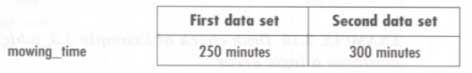 First data set Second data set
mowing_time 250 minutes 300 minutes